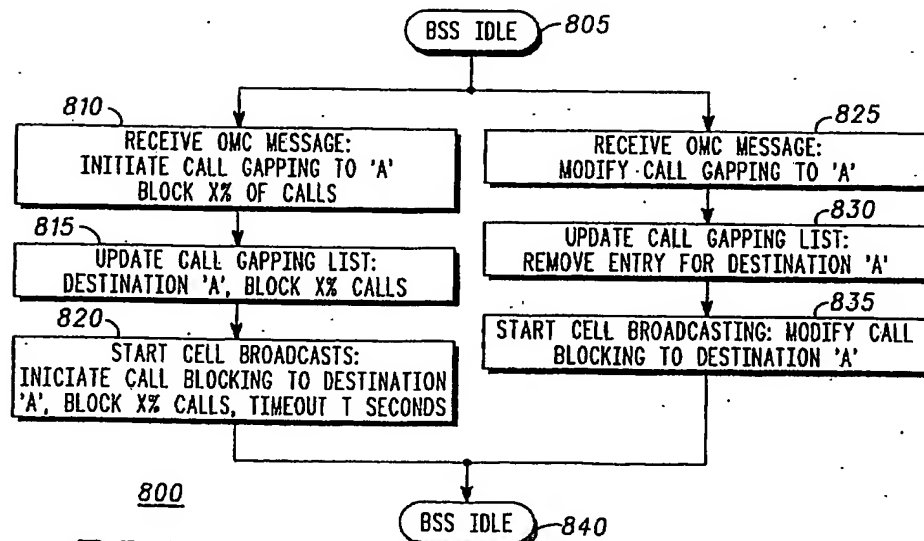 BSS IDLE 805
810
RECEIVE OMC MESSAGE:
INITIATE CALL GAPPING TO 'A'
BLOCK X% OF CALLS
815
UPDATE CALL GAPPING LIST:
DESTINATION 'A', BLOCK X% CALLS
820
START CELL BROADCASTS:
INICIATE CALL BLOCKING TO DESTINATION
'A', BLOCK X% CALLS, TIMEOUT T SECONDS
825
RECEIVE OMC MESSAGE:
MODIFY CALL GAPPING TO 'A'
830
UPDATE CALL GAPPING LIST:
REMOVE ENTRY FOR DESTINATION 'A'
835
START CELL BROADCASTING: MODIFY CALL
BLOCKING TO DESTINATION 'A'
800
BSS IDLE 840